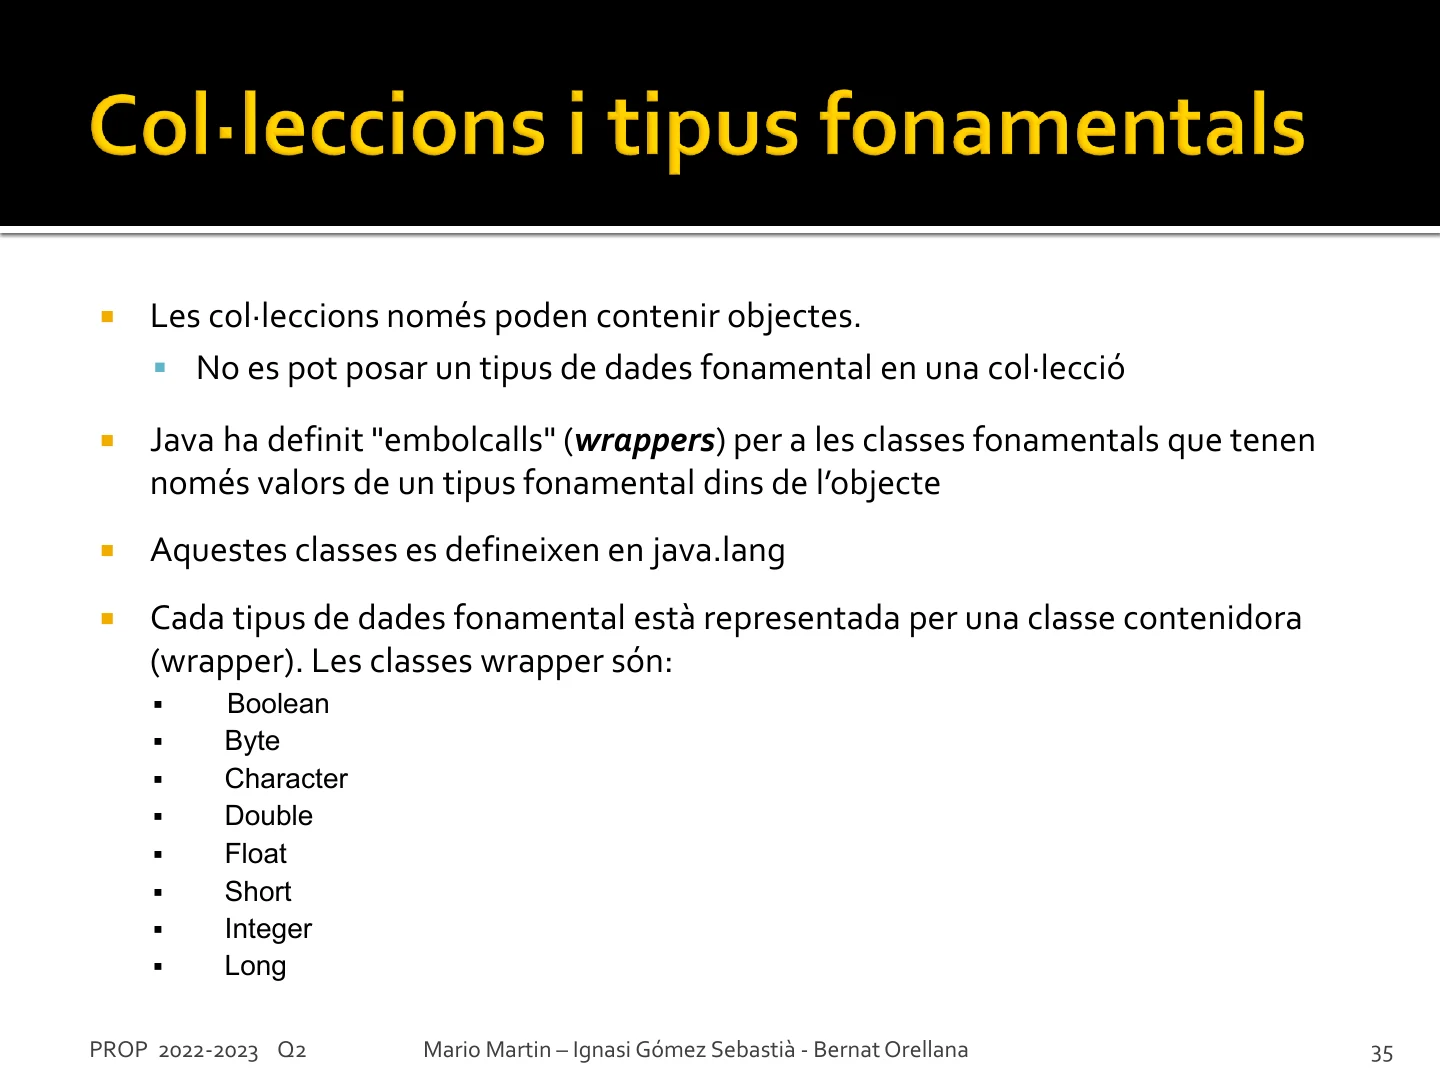 Col·leccions i tipus fonamentals
Les col·leccions només poden contenir objectes.
No es pot posar un tipus de dades fonamental en una col·lecció
Java ha definit "embolcalls" (wrappers) per a les classes fonamentals que tenen
només valors de un tipus fonamental dins de l’objecte
Aquestes classes es defineixen en java.lang
Cada tipus de dades fonamental està representada per una classe contenidora
(wrapper). Les classes wrapper són:
Boolean
Byte
Character
Double
Float
Short
Integer
Long
PROP 2022-2023 Q2 Mario Martin – Ignasi Gómez Sebastià - Bernat Orellana 35